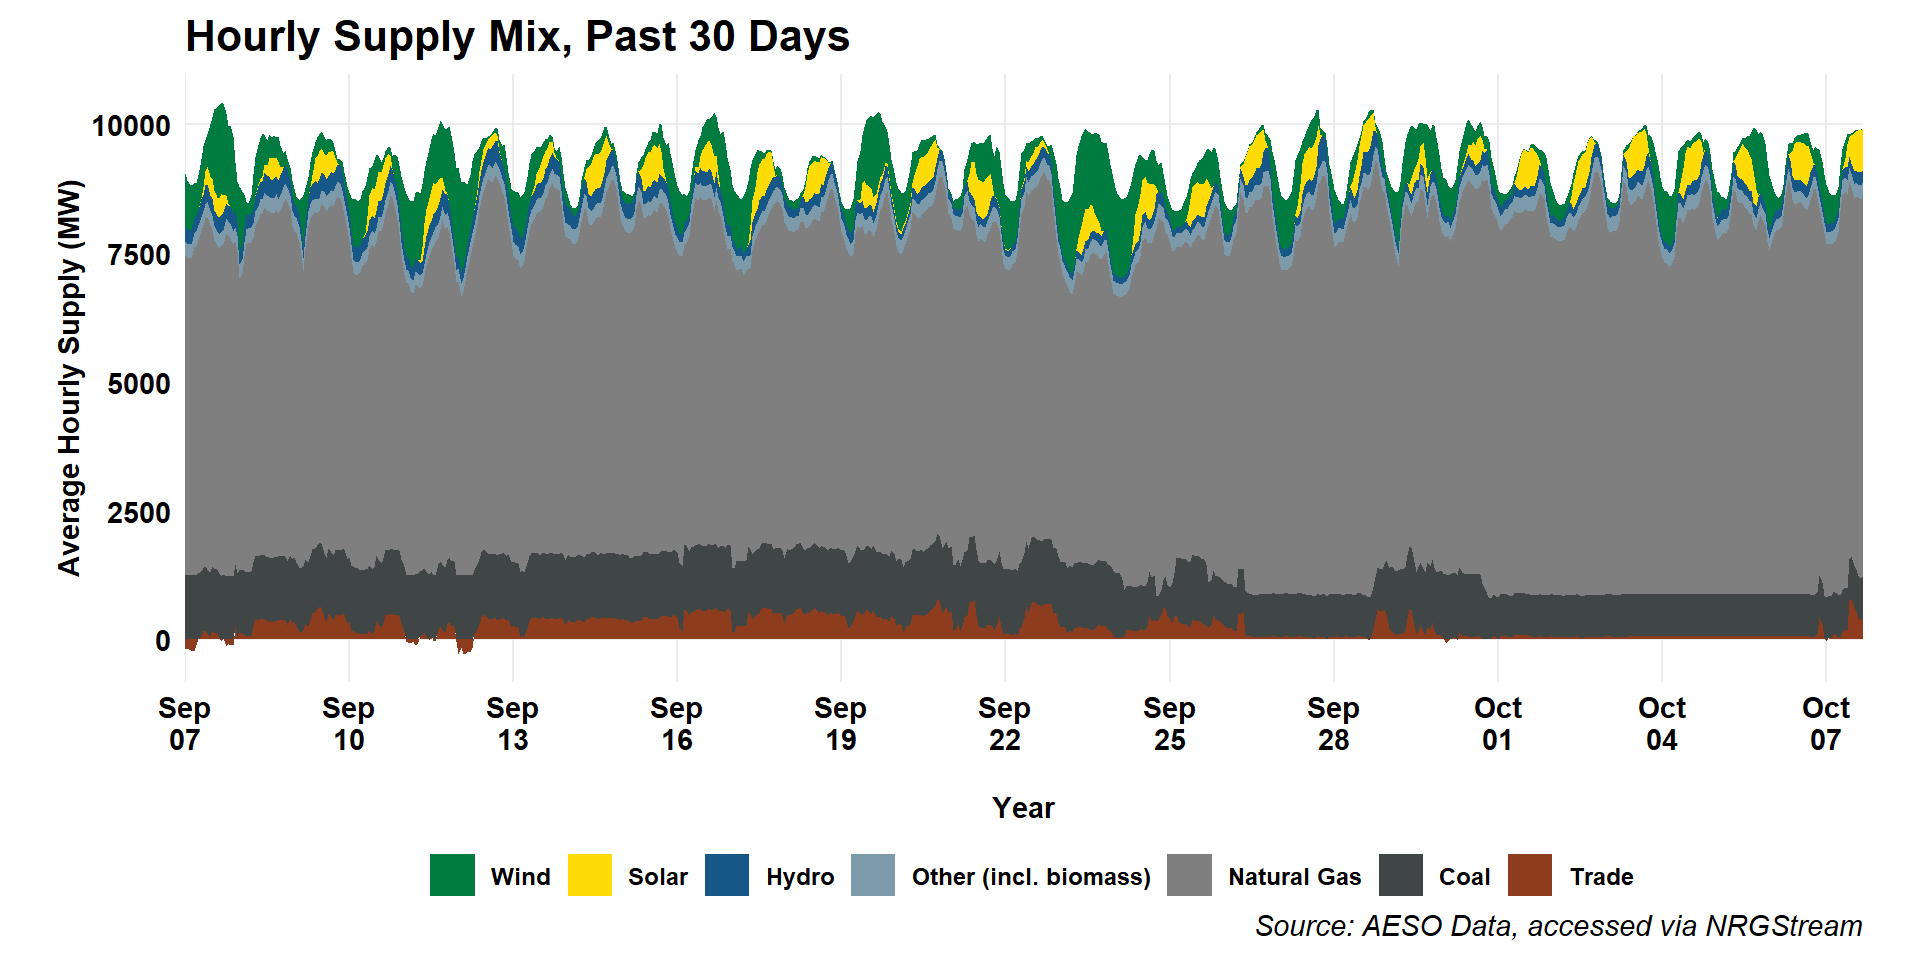 Hourly Supply Mix, Past 30 Days
Average Hourly Supply (MW)
10000
7500
5000
2500
0
Sep 07
Sep 10
Sep 13
Sep 16
Sep 19
Sep 22
Sep 25
Sep 28
Oct 01
Oct 04
Oct 07
Year
Wind
Solar
Hydro
Other (incl. biomass)
Natural Gas
Coal
Trade
Source: AESO Data, accessed via NRGStream